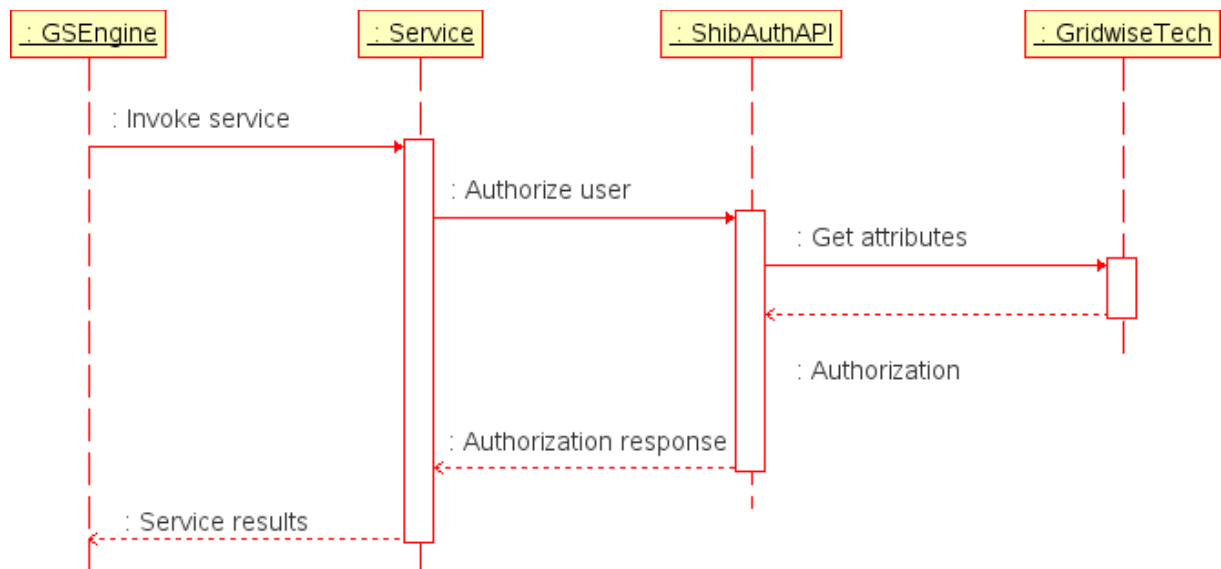 : GSEngine
: Service
: ShibAuthAPI
: GridwiseTech
: Invoke service
: Authorize user
: Get attributes
: Authorization
: Authorization response
: Service results